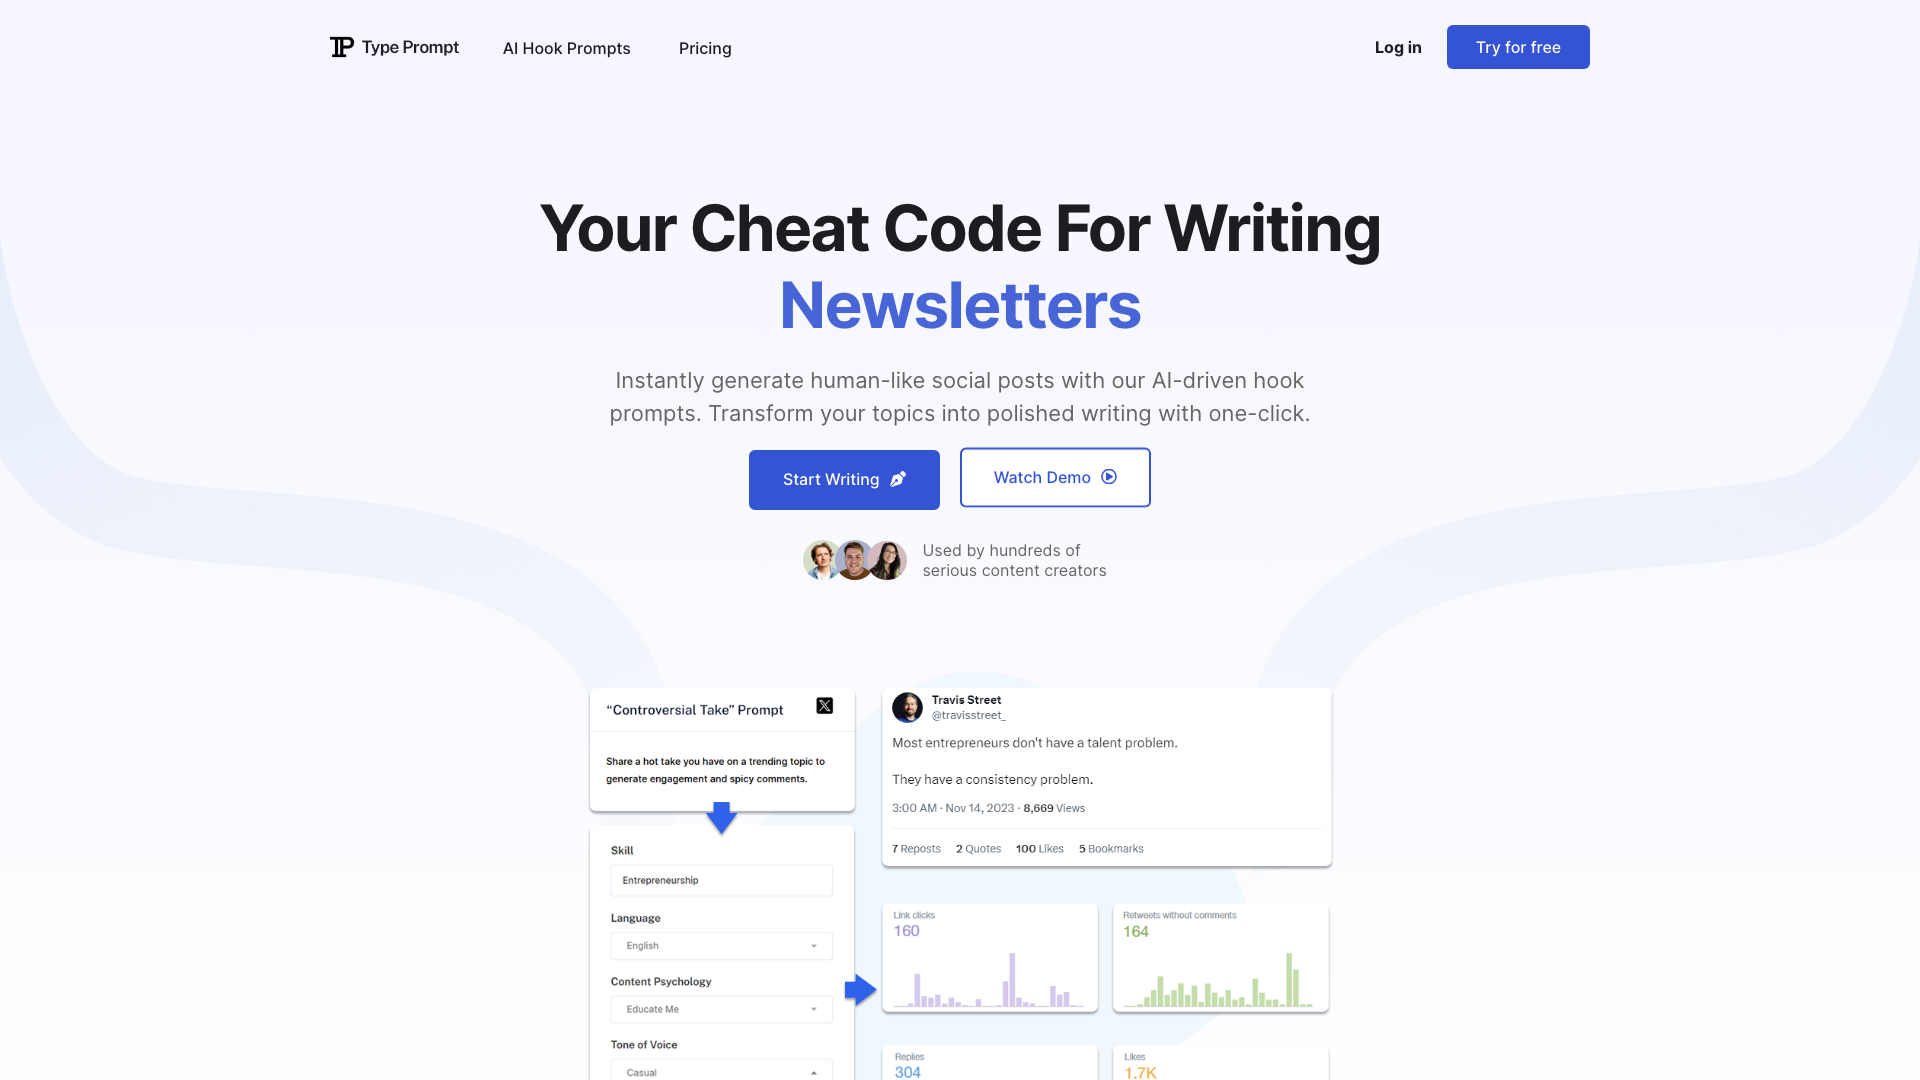 Type Prompt
AI Hook Prompts
Pricing
Log in
Try for free
Your Cheat Code For Writing
Newsletters
Instantly generate human-like social posts with our AI-driven hook
prompts. Transform your topics into polished writing with one-click.
Start Writing
Watch Demo
Used by hundreds of
serious content creators
“Controversial Take” Prompt
Share a hot take you have on a trending topic to
generate engagement and spicy comments.
Skill
Entrepreneurship
Language
English
Content Psychology
Educate Me
Tone of Voice
Casual
Travis Street
@travisstreet_
Most entrepreneurs don't have a talent problem.
They have a consistency problem.
3:00 AM · Nov 14, 2023 · 8,669 Views
7 Reposts 2 Quotes 100 Likes 5 Bookmarks
Link clicks
160
Retweets without comments
164
Replies
304
Likes
1.7K